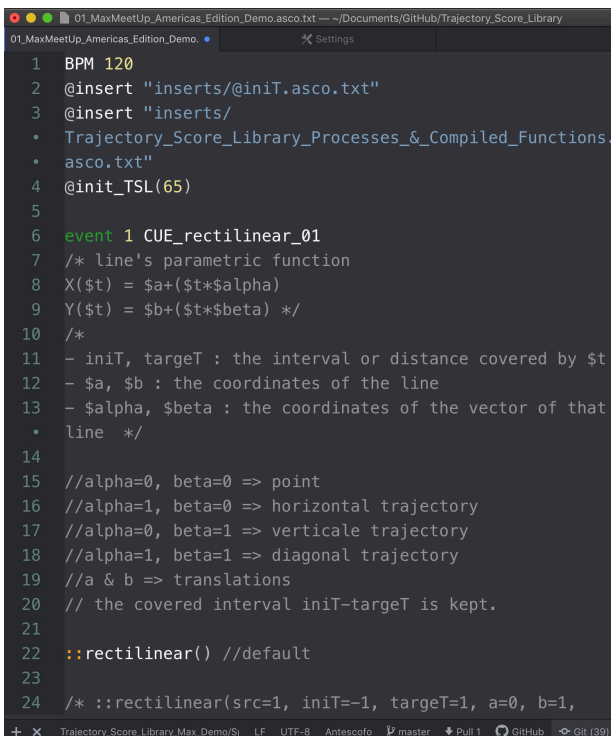 01_MaxMeetUp_Americas_Edition_Demo.asco.txt — ~/Documents/GitHub/Trajectory_Score_Library
01_MaxMeetUp_Americas_Edition_Demo.
Settings
1 BPM 120
2 @insert "inserts/@iniT.asco.txt"
3 @insert "inserts/
• Trajectory_Score_Library_Processes_&_Compiled_Functions.
• asco.txt"
4 @init_TSL(65)
5
6 event 1 CUE_rectilinear_01
7 /* line's parametric function
8 X($t) = $a+($t*$alpha)
9 Y($t) = $b+($t*$beta) */
10 /*
11 - iniT, targeT : the interval or distance covered by $t
12 - $a, $b : the coordinates of the line
13 - $alpha, $beta : the coordinates of the vector of that
• line */
14
15 //alpha=0, beta=0 => point
16 //alpha=1, beta=0 => horizontal trajectory
17 //alpha=0, beta=1 => verticale trajectory
18 //alpha=1, beta=1 => diagonal trajectory
19 //a & b => translations
20 // the covered interval iniT-targeT is kept.
21
22 ::rectilinear() //default
23
24 /* ::rectilinear(src=1, iniT=-1, targeT=1, a=0, b=1,
+ × Trajectory_Score_Library_Max_Demo/Sp LF UTF-8 Antescofo master Pull 1 GitHub Git (39)